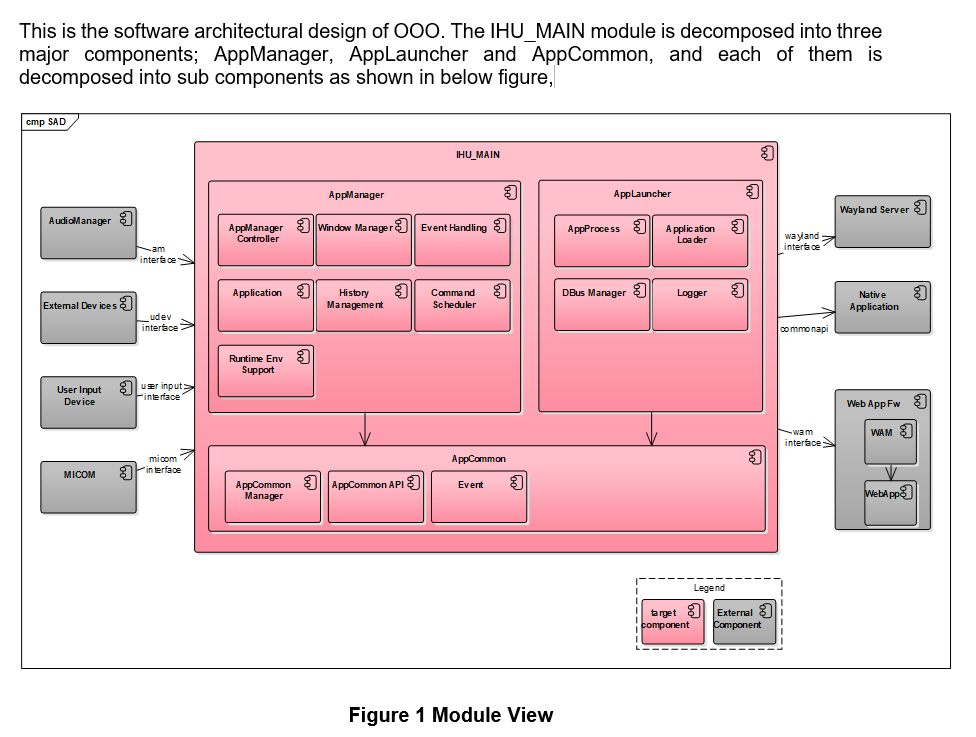 This is the software architectural design of OOO. The IHU_MAIN module is decomposed into three
major components; AppManager, AppLauncher and AppCommon, and each of them is
decomposed into sub components as shown in below figure,
cmp SAD
IHU_MAIN
AppManager
AppManager
Controller
Window Manager
Event Handling
Application
History
Management
Command
Scheduler
Runtime Env
Support
AppLauncher
AppProcess
Application
Loader
DBus Manager
Logger
AppCommon
AppCommon
Manager
AppCommon API
Event
AudioManager
am
interface
External Devices
udev
interface
User Input
Device
user input
interface
MICOM
micom
interface
Wayland Server
wayland
interface
Native
Application
commonapi
Web App Fw
WAM
WebApp
wam
interface
Legend
target
component
External
Component
Figure 1 Module View